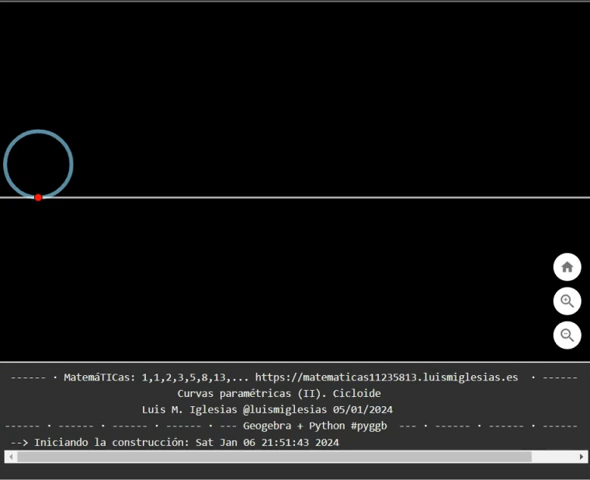 ------ · MatemáTICas: 1,1,2,3,5,8,13,... https://matematicas11235813.luismiglesias.es  · ------
Curvas paramétricas (II). Cicloide
Luis M. Iglesias @luismiglesias 05/01/2024
------ · ------ · ------ · ------ · --- Geogebra + Python #pyggb  --- · ------ · ------ · ------
--> Iniciando la construcción: Sat Jan 06 21:51:43 2024